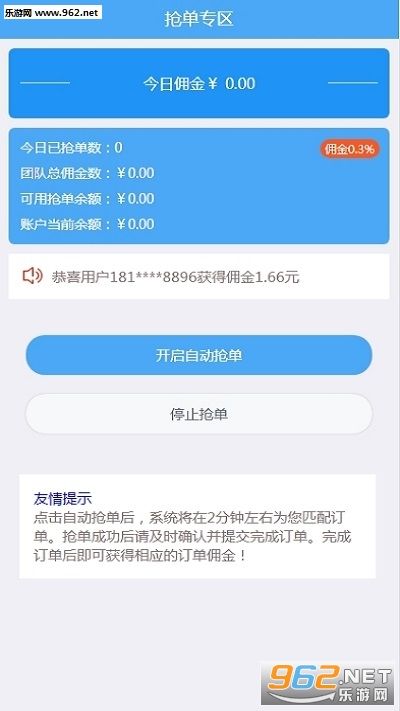 乐游网 www.962.net
抢单专区
今日佣金￥ 0.00
今日已抢单数：0
佣金0.3%
团队总佣金数：￥0.00
可用抢单余额：￥0.00
账户当前余额：￥0.00
恭喜用户181****8896获得佣金1.66元
开启自动抢单
停止抢单
友情提示
点击自动抢单后，系统将在2分钟左右为您匹配订
单。抢单成功后请及时确认并提交完成订单。完成
订单后即可获得相应的订单佣金！
962.NET
乐游网